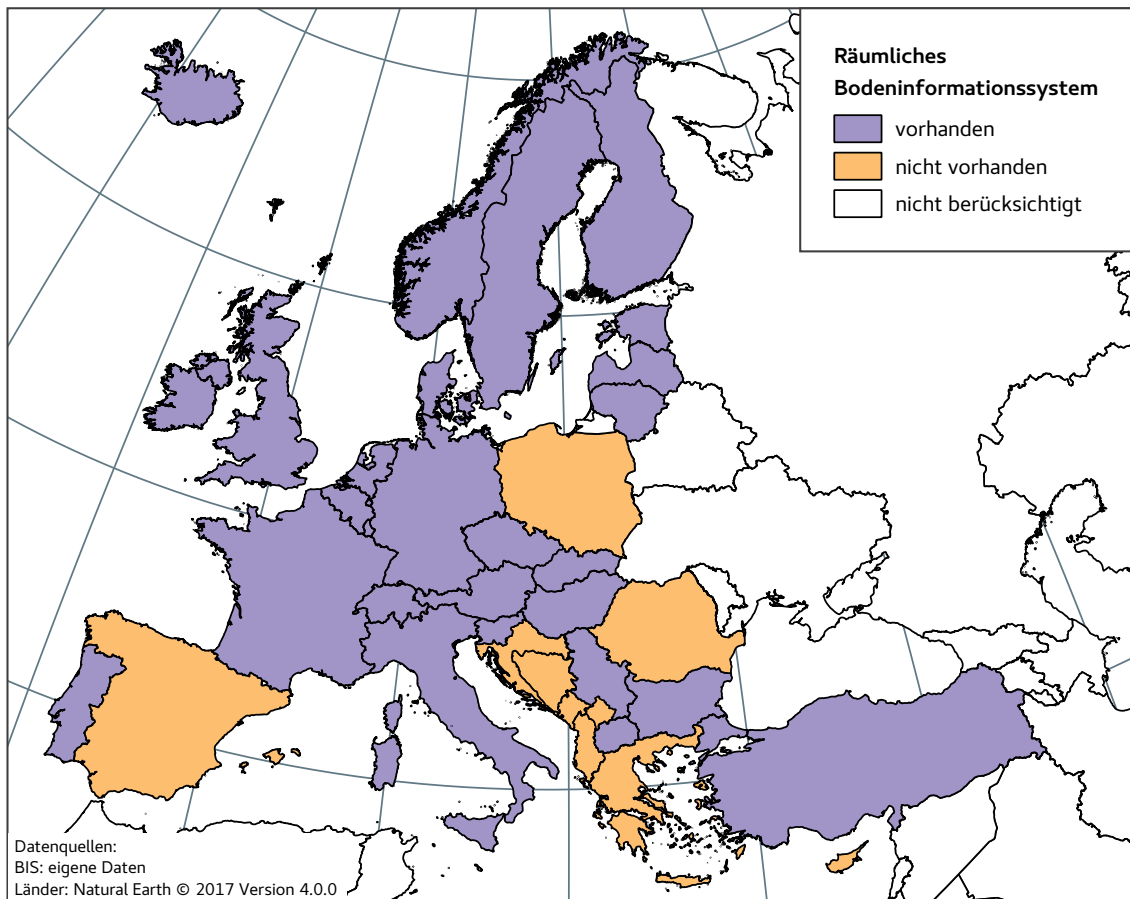 Räumliches
Bodeninformationssystem
vorhanden
nicht vorhanden
nicht berücksichtigt
Datenquellen:
BIS: eigene Daten
Länder: Natural Earth © 2017 Version 4.0.0